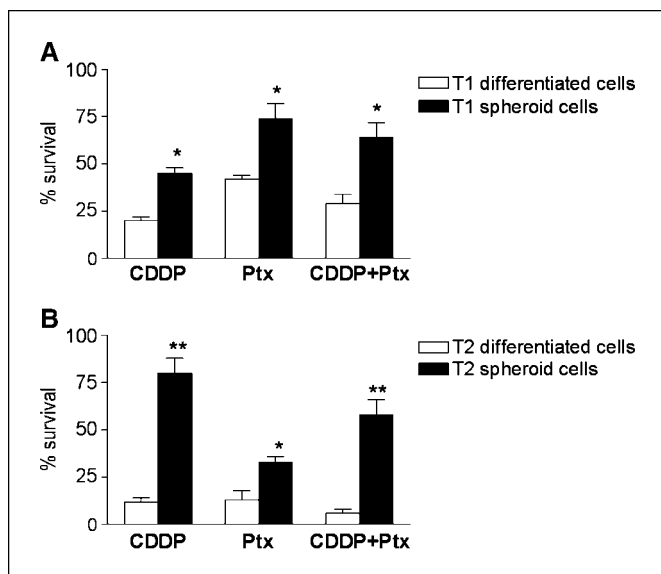 A
100
75
50
25
0
% survival
*
*
*
CDDP
Ptx
CDDP+Ptx
T1 differentiated cells
T1 spheroid cells
B
100
75
50
25
0
% survival
**
*
**
CDDP
Ptx
CDDP+Ptx
T2 differentiated cells
T2 spheroid cells